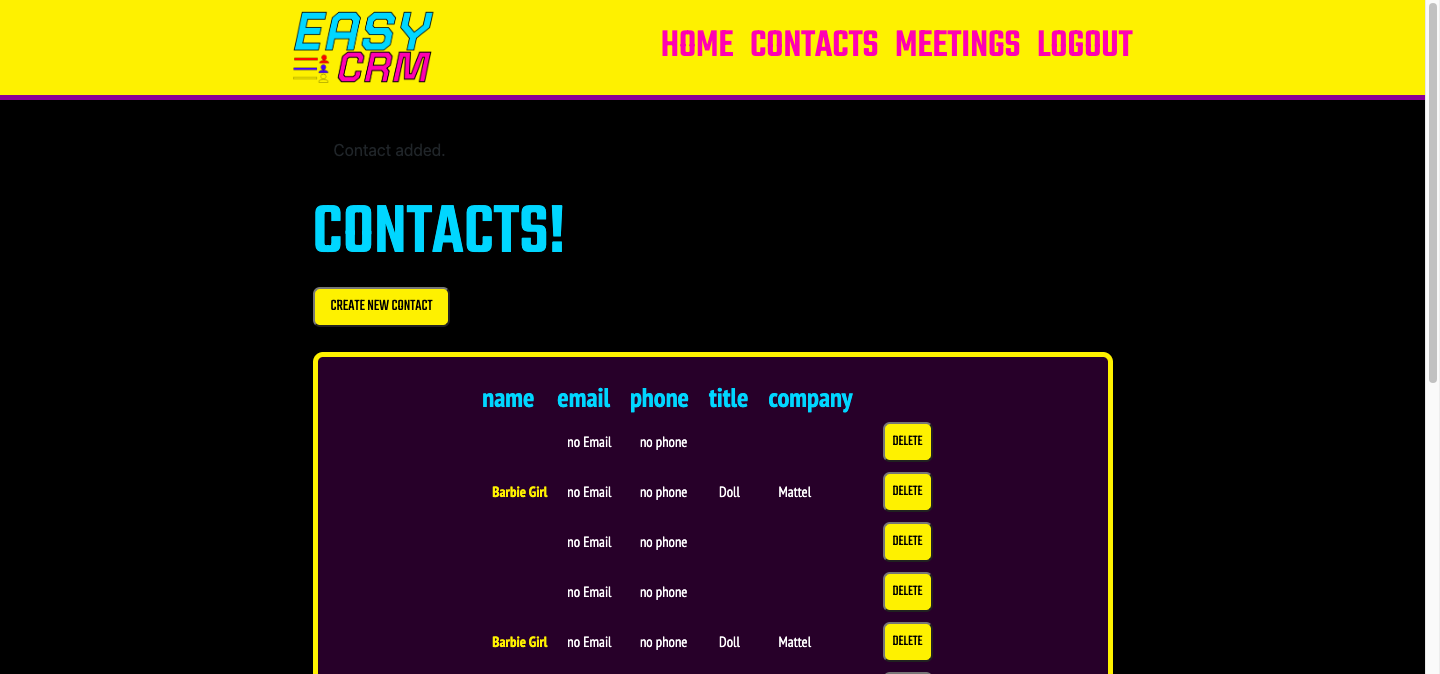 EASY
CRM
HOME CONTACTS MEETINGS LOGOUT
Contact added.
CONTACTS!
CREATE NEW CONTACT
name email phone title company
no Email no phone DELETE
Barbie Girl no Email no phone Doll Mattel DELETE
no Email no phone DELETE
no Email no phone DELETE
Barbie Girl no Email no phone Doll Mattel DELETE